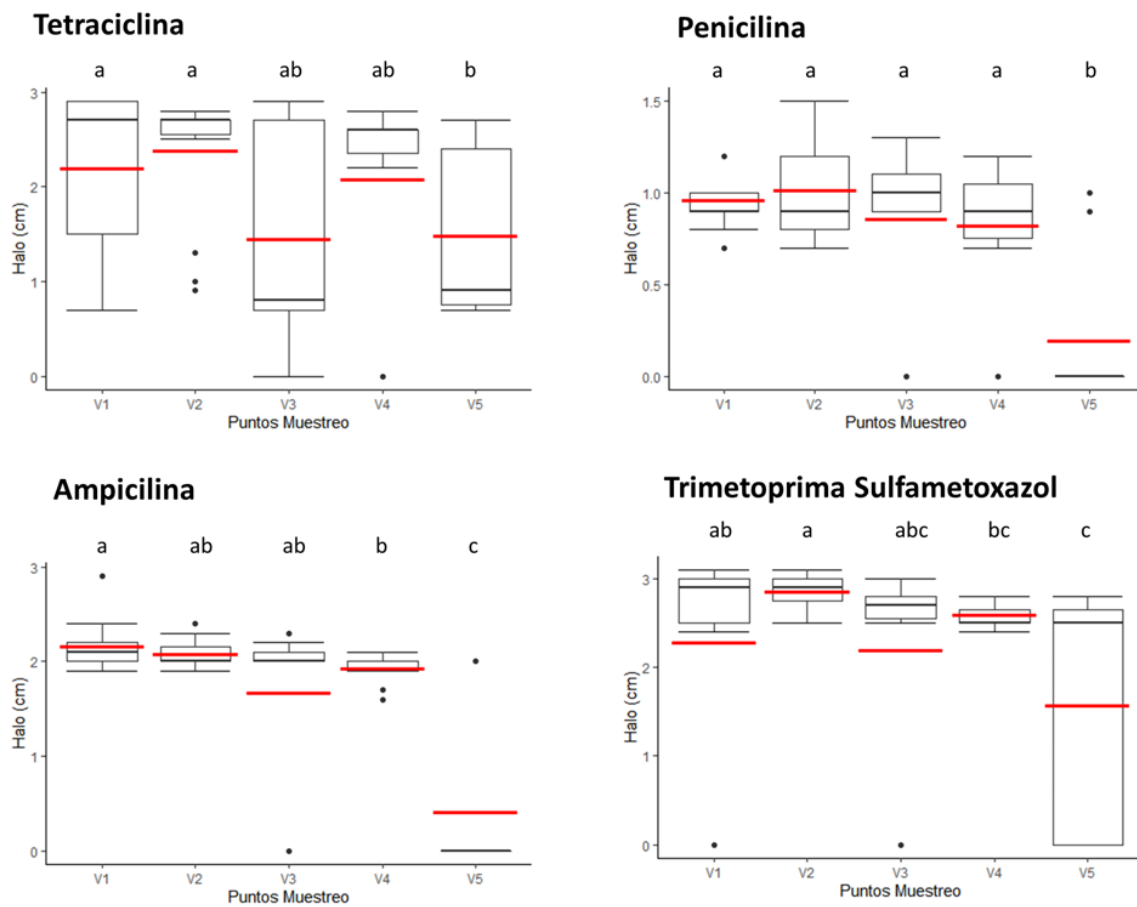 Tetraciclina
a a ab ab b
3
2
1
0
Halo (cm)
V1 V2 V3 V4 V5
Puntos Muestreo
Penicilina
a a a a b
1.5
1.0
0.5
0.0
Halo (cm)
V1 V2 V3 V4 V5
Puntos Muestreo
Ampicilina
a ab ab b c
3
2
1
0
Halo (cm)
V1 V2 V3 V4 V5
Puntos Muestreo
Trimetoprima Sulfametoxazol
ab a abc bc c
3
2
1
0
Halo (cm)
V1 V2 V3 V4 V5
Puntos Muestreo